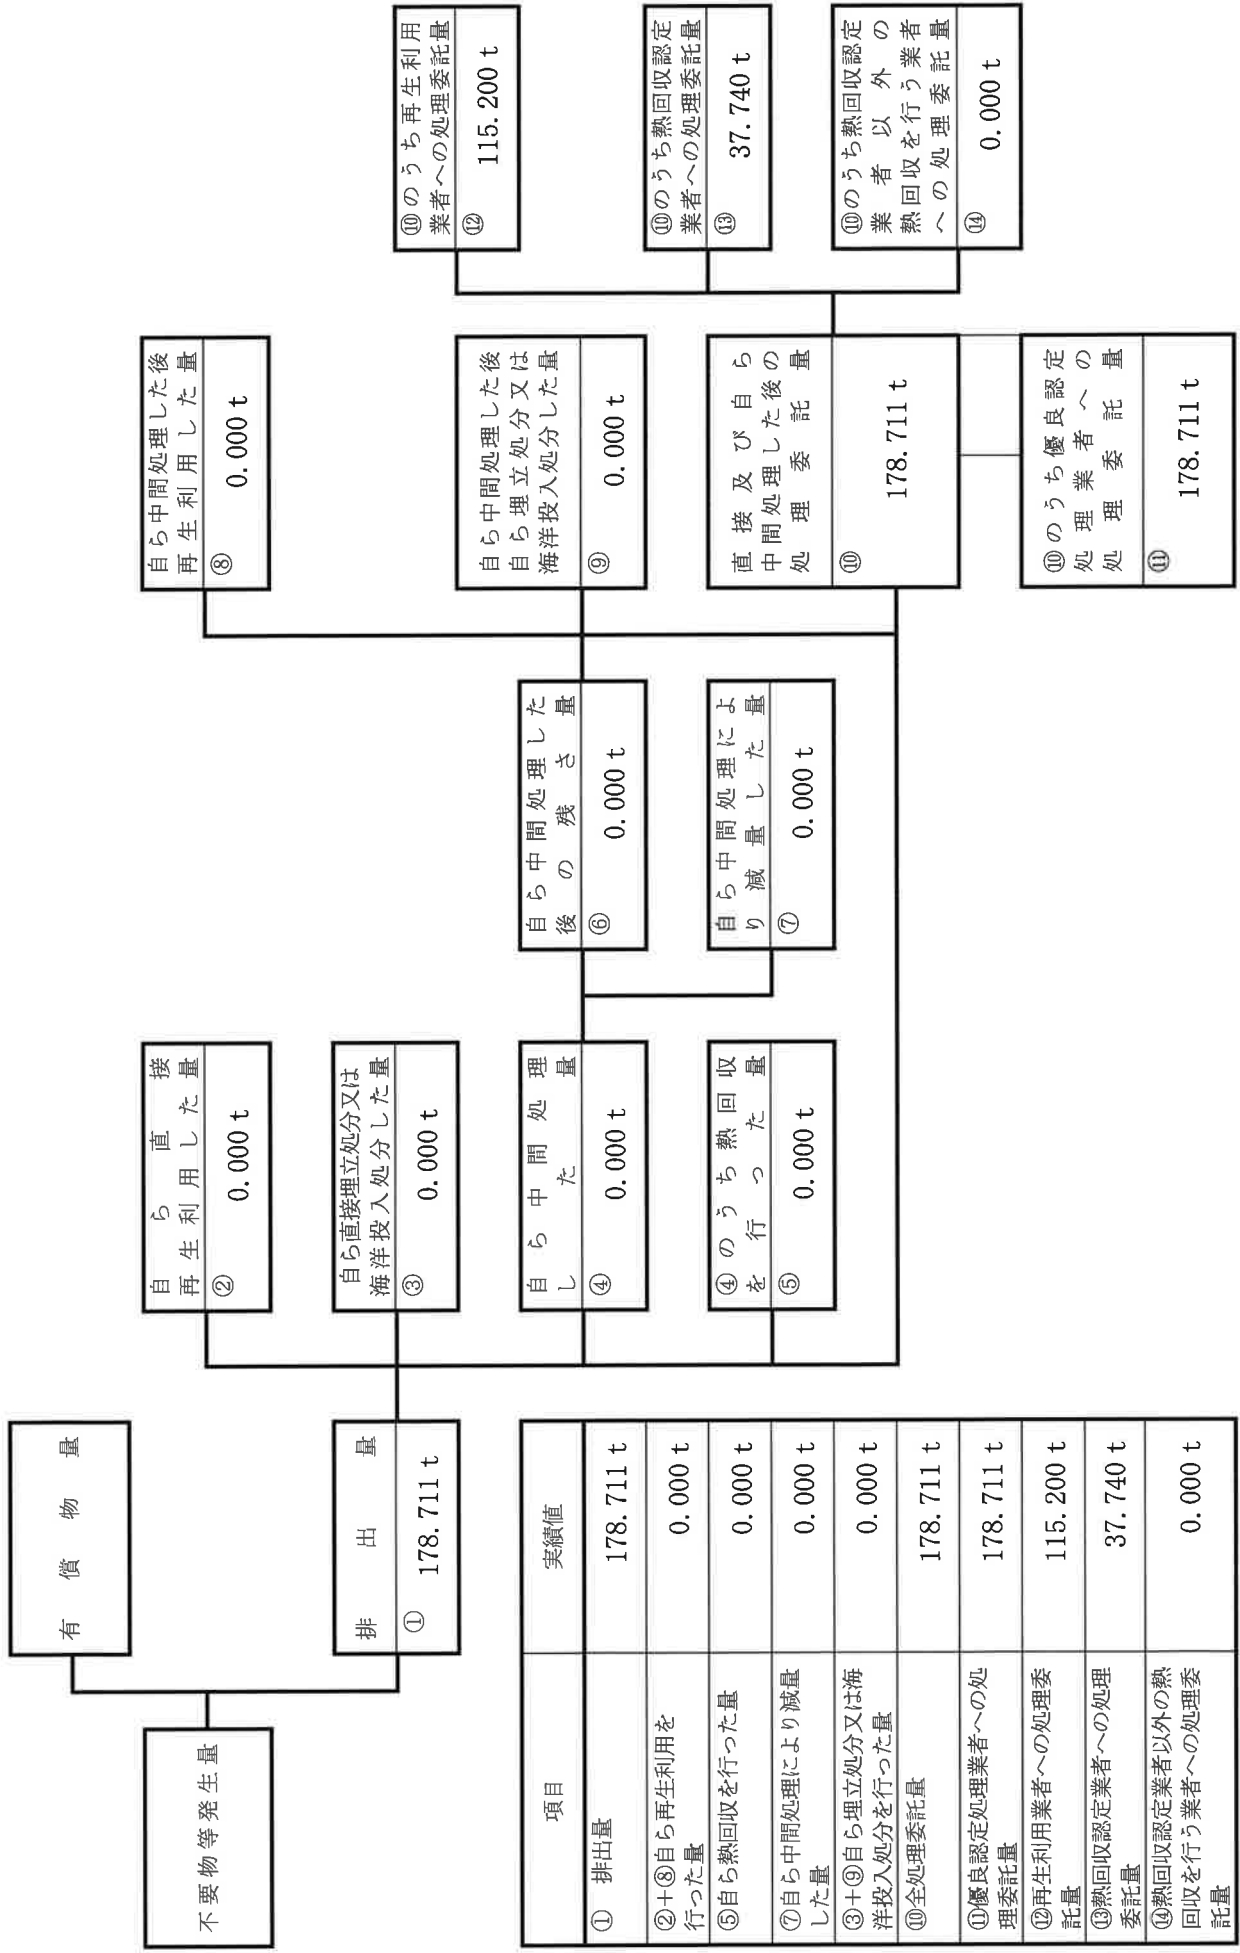 不要物等発生量
有償物量
排出量
① 178.711 t
自ら直接
再生利用した量
② 0.000 t
自ら直接埋立処分又は
海洋投入処分した量
③ 0.000 t
自ら中間処理
した量
④ 0.000 t
④のうち熱回収
を行った量
⑤ 0.000 t
自ら中間処理した
後の残さ量
⑥ 0.000 t
自ら中間処理によ
り減量した量
⑦ 0.000 t
自ら中間処理した後
再生利用した量
⑧ 0.000 t
自ら中間処理した後
自ら埋立処分又は
海洋投入処分した量
⑨ 0.000 t
直接及び自ら
中間処理した後の
処理委託量
⑩ 178.711 t
⑩のうち優良認定
処理業者への
処理委託量
⑪ 178.711 t
⑩のうち再生利用
業者への処理委託量
⑫ 115.200 t
⑩のうち熱回収認定
業者への処理委託量
⑬ 37.740 t
⑩のうち熱回収認定
業者以外の
熱回収を行う業者
への処理委託量
⑭ 0.000 t
項目 実績値
① 排出量 178.711 t
②+⑧自ら再生利用を
行った量 0.000 t
⑤自ら熱回収を行った量 0.000 t
⑦自ら中間処理により減量
した量 0.000 t
③+⑨自ら埋立処分又は海
洋投入処分を行った量 0.000 t
⑩全処理委託量 178.711 t
⑪優良認定処理業者への処
理委託量 178.711 t
⑫再生利用業者への処理委
託量 115.200 t
⑬熱回収認定業者への処理
委託量 37.740 t
⑭熱回収認定業者以外の熱
回収を行う業者への処理委
託量 0.000 t